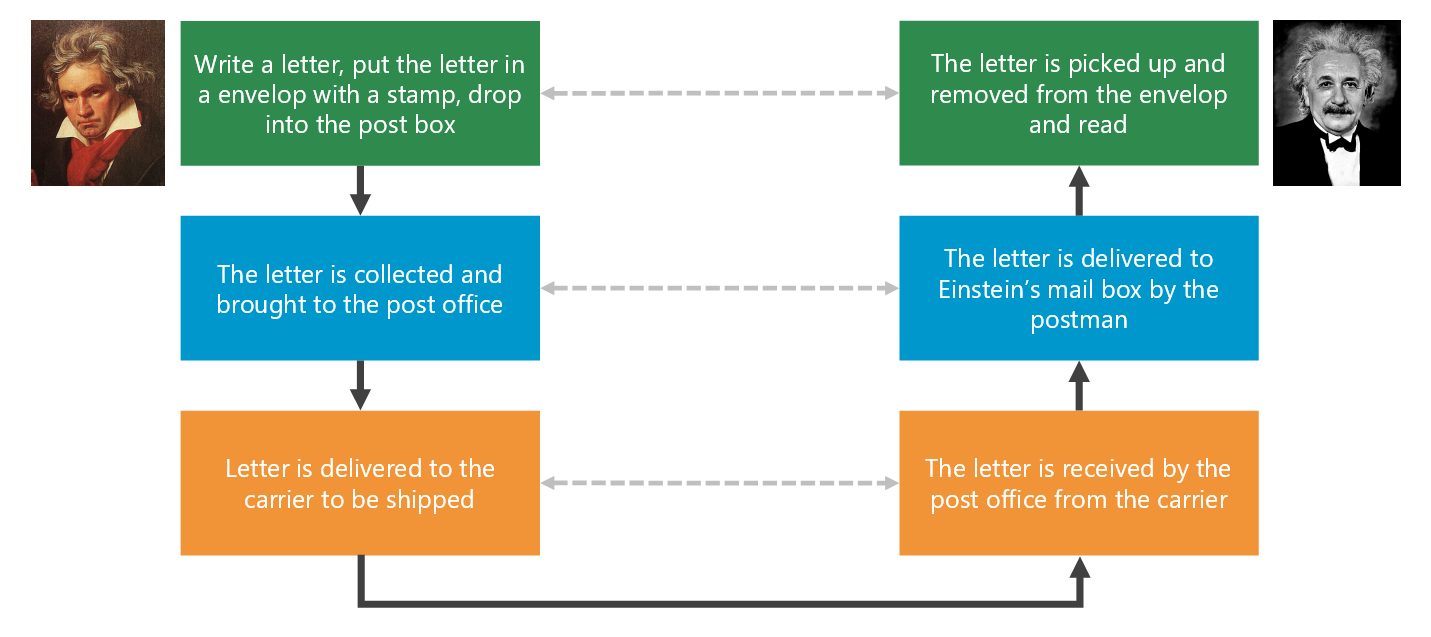 Write a letter, put the letter in
a envelop with a stamp, drop
into the post box
The letter is picked up and
removed from the envelop
and read
The letter is collected and
brought to the post office
The letter is delivered to
Einstein’s mail box by the
postman
Letter is delivered to the
carrier to be shipped
The letter is received by the
post office from the carrier